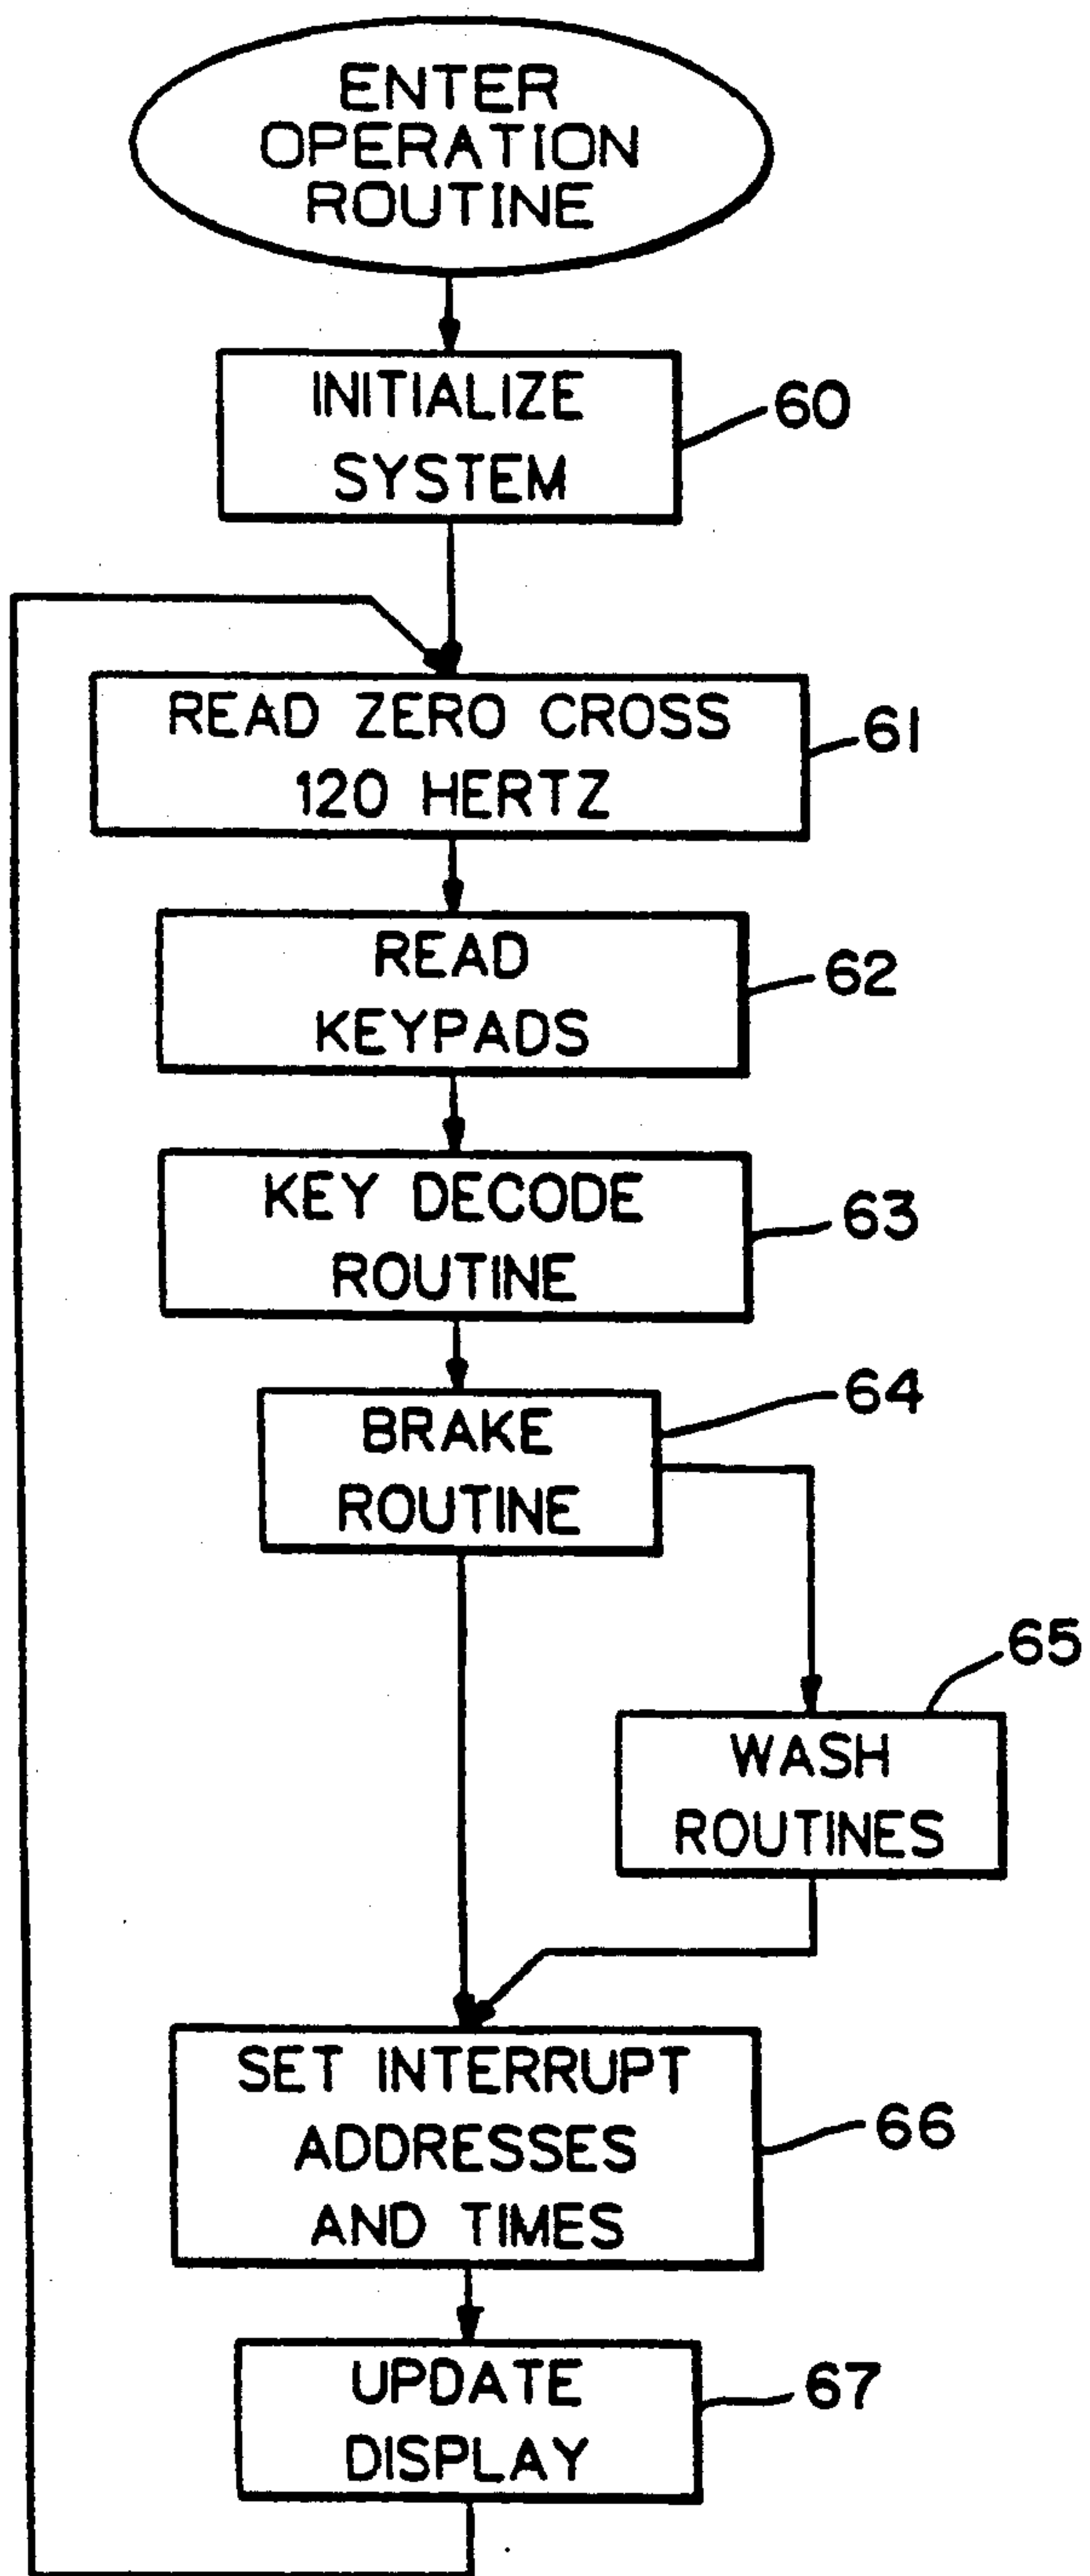 ENTER
OPERATION
ROUTINE
INITIALIZE
SYSTEM
60
READ ZERO CROSS
120 HERTZ
61
READ
KEYPADS
62
KEY DECODE
ROUTINE
63
BRAKE
ROUTINE
64
WASH
ROUTINES
65
SET INTERRUPT
ADDRESSES
AND TIMES
66
UPDATE
DISPLAY
67